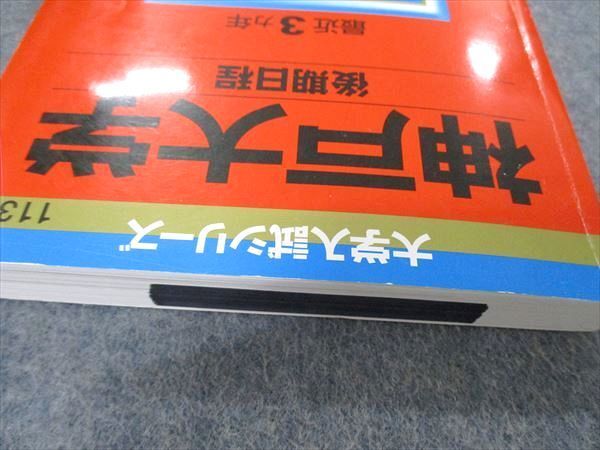 大学入試シリーズ
113
神戸大学
後期日程
最近3カ年